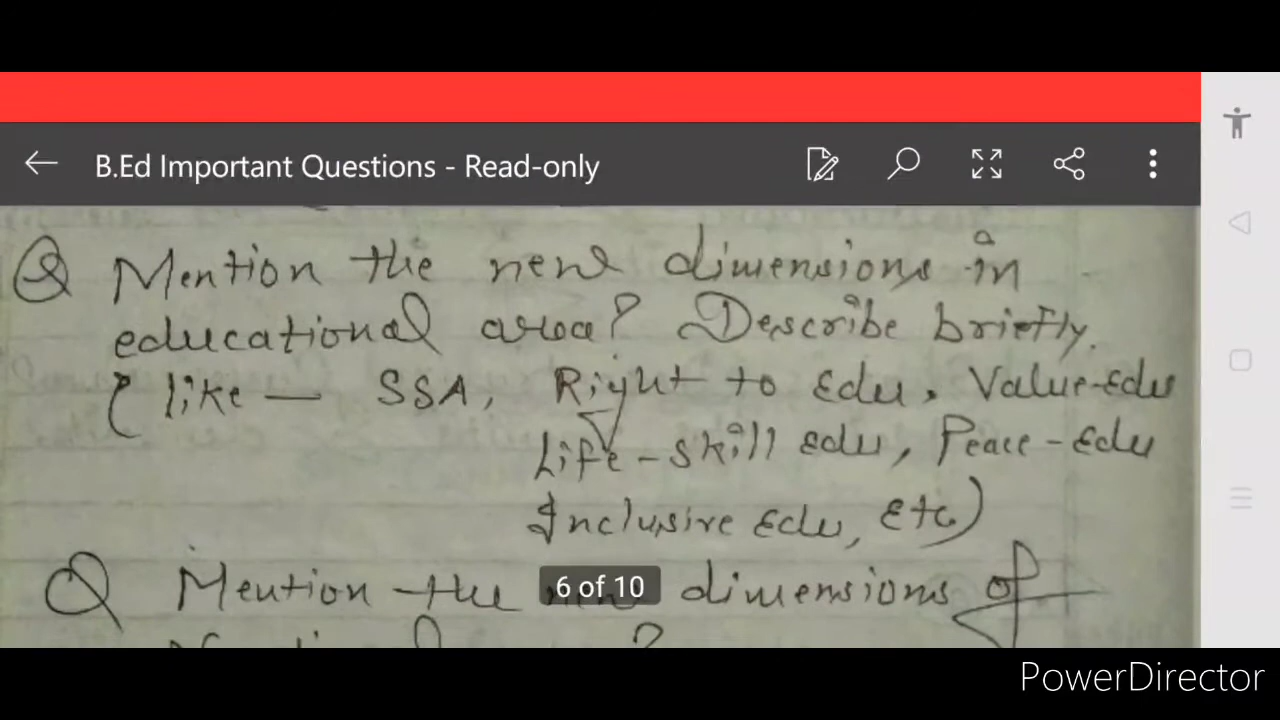 B.Ed Important Questions - Read-only
Q Mention the new dimensions in
educational area? Describe briefly.
( like — SSA, Right to Edu, Value-Edu
Life-skill edu, Peace-Edu
Inclusive Edu, Etc)
Q Mention the new dimensions of
6 of 10
PowerDirector